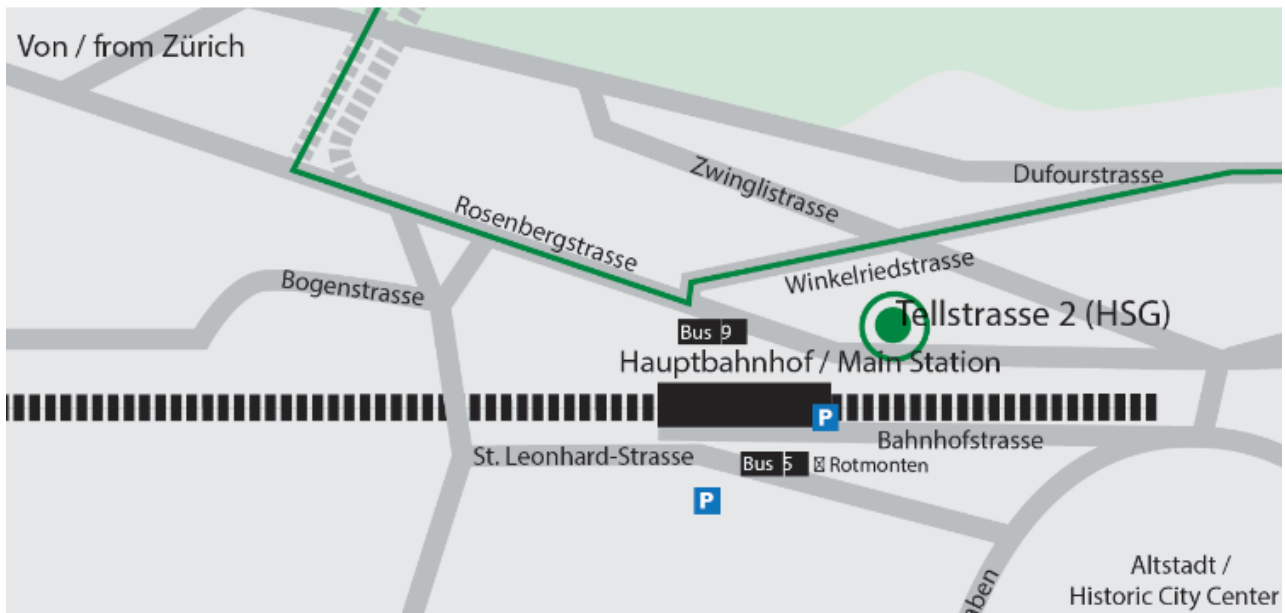 Von / from Zürich
Zwinglistrasse
Dufourstrasse
Rosenbergstrasse
Winkelriedstrasse
Bogenstrasse
Tellstrasse 2 (HSG)
Bus 9
Hauptbahnhof / Main Station
P
Bahnhofstrasse
St. Leonhard-Strasse
Bus 5 Rotmonten
P
Altstadt /
Historic City Center
aben